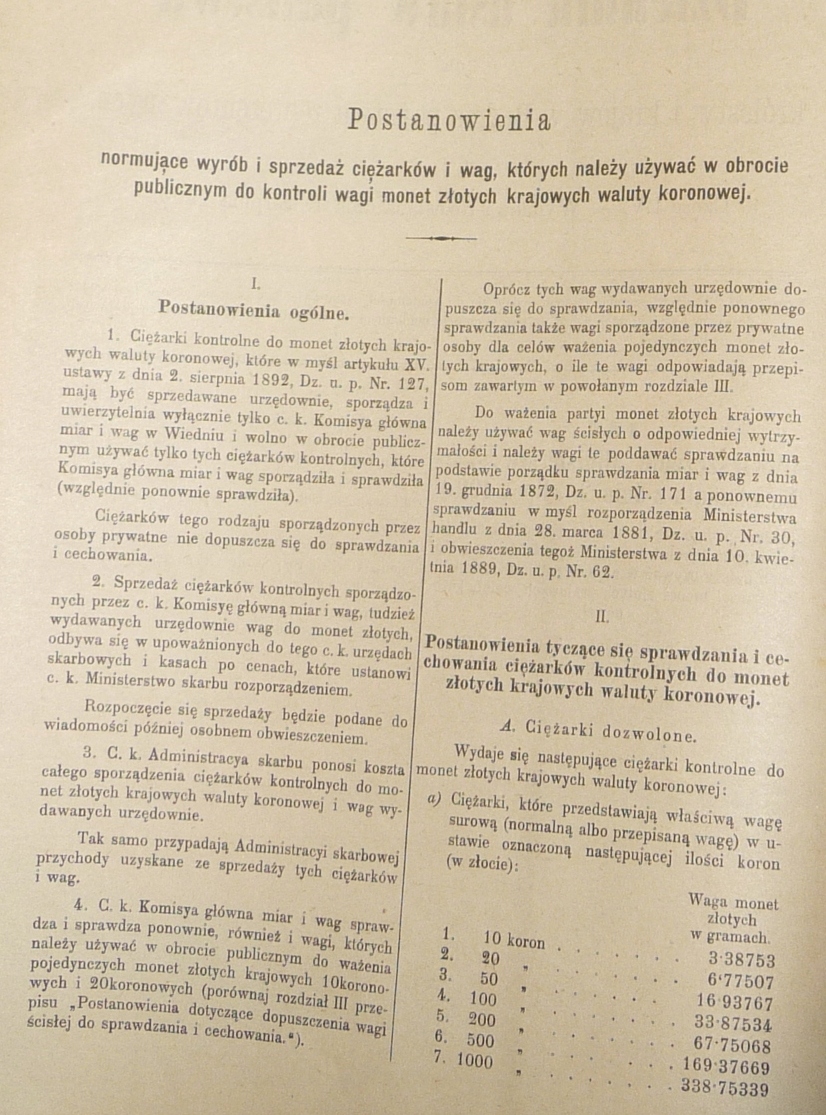 Postanowienia
normujące wyrób i sprzedaż ciężarków i wag, których należy używać w obrocie
publicznym do kontroli wagi monet złotych krajowych waluty koronowej.
I.
Postanowienia ogólne.
1. Ciężarki kontrolne do monet złotych krajo-
wych waluty koronowej, które w myśl artykułu XV.
ustawy z dnia 2. sierpnia 1892, Dz. u. p. Nr. 127,
mają być sprzedawane urzędownie, sporządza i
uwierzytelnia wyłącznie tylko c. k. Komisya główna
miar i wag w Wiedniu i wolno w obrocie publicz-
nym używać tylko tych ciężarków kontrolnych, które
Komisya główna miar i wag sporządziła i sprawdziła
(względnie ponownie sprawdziła).
Ciężarków tego rodzaju sporządzonych przez
osoby prywatne nie dopuszcza się do sprawdzania
i cechowania.
2. Sprzedaż ciężarków kontrolnych sporządzo-
nych przez c. k. Komisyę główną miar i wag, tudzież
wydawanych urzędownie wag do monet złotych,
odbywa się w upoważnionych do tego c. k. urzędach
skarbowych i kasach po cenach, które ustanowi
c. k. Ministerstwo skarbu rozporządzeniem.
Rozpoczęcie się sprzedaży będzie podane do
wiadomości później osobnem obwieszczeniem.
3. C. k. Administracya skarbu ponosi koszta
całego sporządzenia ciężarków kontrolnych do mo-
net złotych krajowych waluty koronowej i wag wy-
dawanych urzędownie.
Tak samo przypadają Administracyi skarbowej
przychody uzyskane ze sprzedaży tych ciężarków
i wag.
4. C. k. Komisya główna miar i wag spraw-
dza i sprawdza ponownie, również i wagi, których
należy używać w obrocie publicznym do ważenia
pojedynczych monet złotych krajowych 10korono-
wych i 20koronowych (porównaj rozdział III prze-
pisu „Postanowienia dotyczące dopuszczenia wagi
ścisłej do sprawdzania i cechowania.“).
Oprócz tych wag wydawanych urzędownie do-
puszcza się do sprawdzania, względnie ponownego
sprawdzania także wagi sporządzone przez prywatne
osoby dla celów ważenia pojedynczych monet zło-
tych krajowych, o ile te wagi odpowiadają przepi-
som zawartym w powołanym rozdziale III.
Do ważenia partyi monet złotych krajowych
należy używać wag ścisłych o odpowiedniej wytrzy-
małości i należy wagi te poddawać sprawdzaniu na
podstawie porządku sprawdzania miar i wag z dnia
19. grudnia 1872, Dz. u. p. Nr. 171 a ponownemu
sprawdzaniu w myśl rozporządzenia Ministerstwa
handlu z dnia 28. marca 1881, Dz. u. p. Nr. 30,
i obwieszczenia tegoż Ministerstwa z dnia 10. kwie-
tnia 1889, Dz. u. p. Nr. 62.
II.
Postanowienia tyczące się sprawdzania i ce-
chowania ciężarków kontrolnych do monet
złotych krajowych waluty koronowej.
A. Ciężarki dozwolone.
Wydaje się następujące ciężarki kontrolne do
monet złotych krajowych waluty koronowej:
a) Ciężarki, które przedstawiają właściwą wagę
surową (normalną albo przepisaną wagę) w u-
stawie oznaczoną następującej ilości koron
(w złocie):
Waga monet
złotych
w gramach.
1. 10 koron . . . . . . 3·38753
2. 20 „ . . . . . . 6·77507
3. 50 „ . . . . . . 16·93767
4. 100 „ . . . . . . 33·87534
5. 200 „ . . . . . . 67·75068
6. 500 „ . . . . . . 169·37669
7. 1000 „ . . . . . . 338·75339